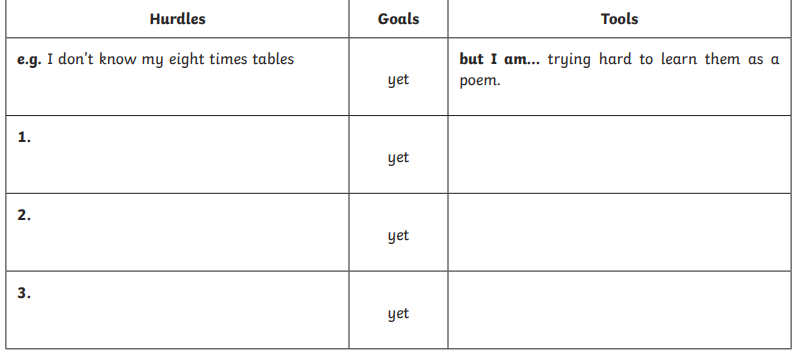 Hurdles Goals Tools
e.g. I don't know my eight times tables
yet
but I am... trying hard to learn them as a
poem.
1.
yet
2.
yet
3.
yet